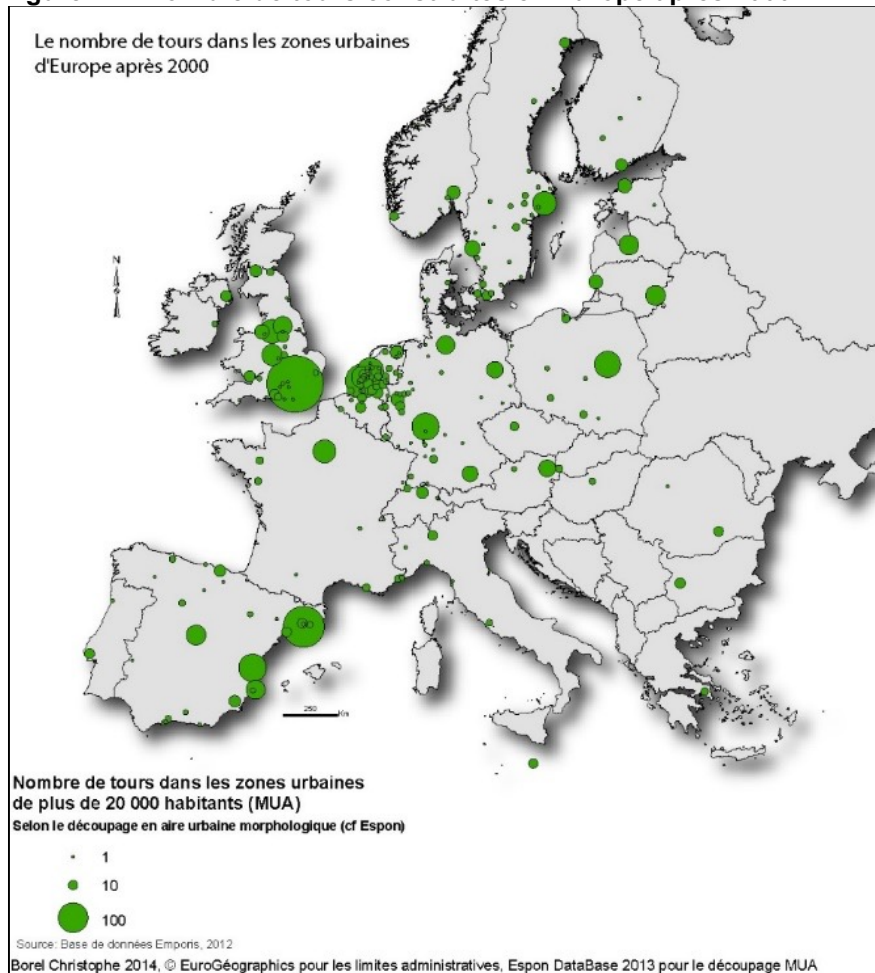 Le nombre de tours dans les zones urbaines
d'Europe après 2000
N
250
Km
Nombre de tours dans les zones urbaines
de plus de 20 000 habitants (MUA)
Selon le découpage en aire urbaine morphologique (cf Espon)
1
10
100
Source: Base de données Emporis, 2012
Borel Christophe 2014, © EuroGéographics pour les limites administratives, Espon DataBase 2013 pour le découpage MUA